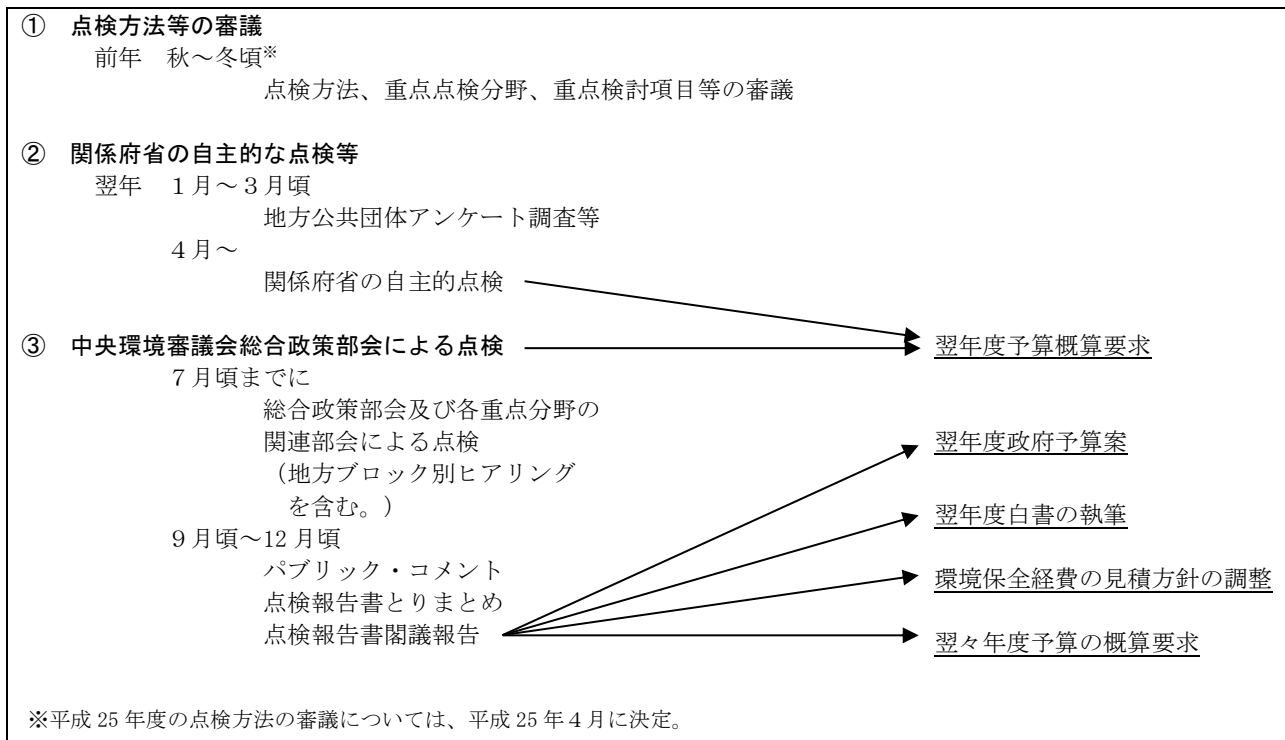 ① 点検方法等の審議
前年 秋～冬頃※
点検方法、重点点検分野、重点検討項目等の審議
② 関係府省の自主的な点検等
翌年 １月～３月頃
地方公共団体アンケート調査等
４月～
関係府省の自主的点検
③ 中央環境審議会総合政策部会による点検
翌年度予算概算要求
７月頃までに
総合政策部会及び各重点分野の
関連部会による点検
（地方ブロック別ヒアリング
を含む。）
翌年度政府予算案
翌年度白書の執筆
９月頃～12 月頃
パブリック・コメント
環境保全経費の見積方針の調整
点検報告書とりまとめ
点検報告書閣議報告
翌々年度予算の概算要求
※平成 25 年度の点検方法の審議については、平成 25 年４月に決定。